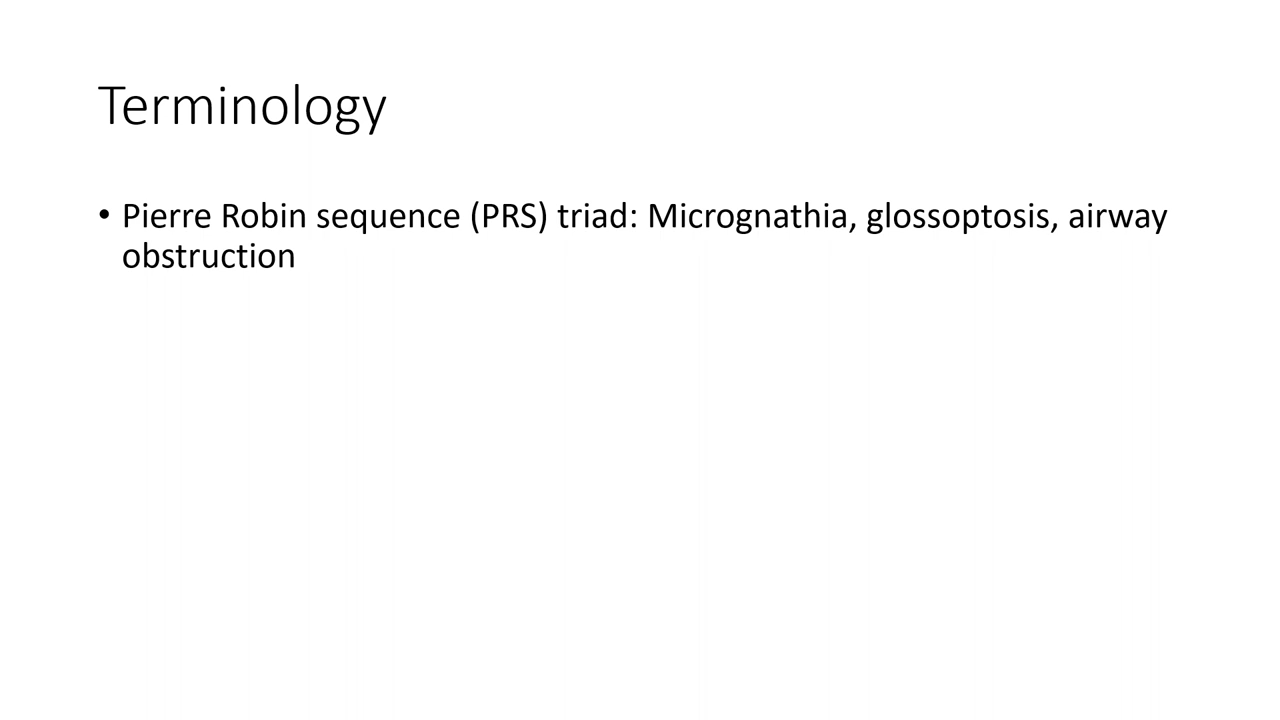 Terminology
• Pierre Robin sequence (PRS) triad: Micrognathia, glossoptosis, airway
obstruction